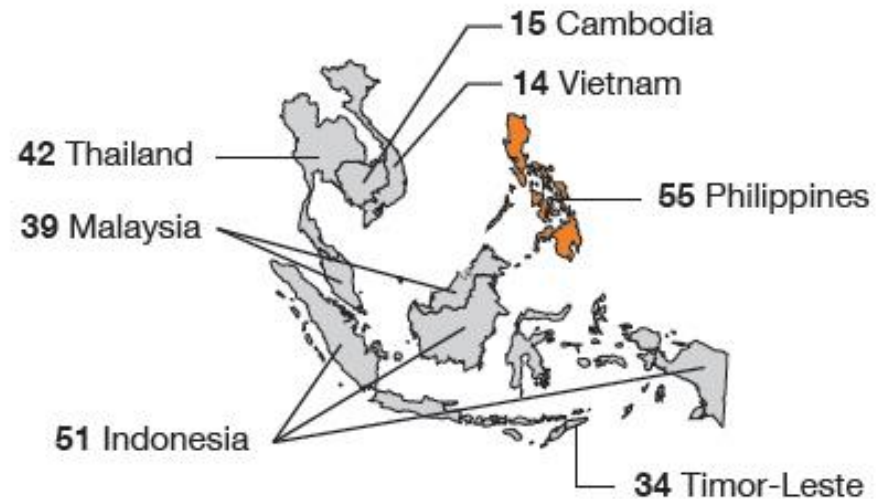 15 Cambodia
14 Vietnam
42 Thailand
55 Philippines
39 Malaysia
51 Indonesia
34 Timor-Leste